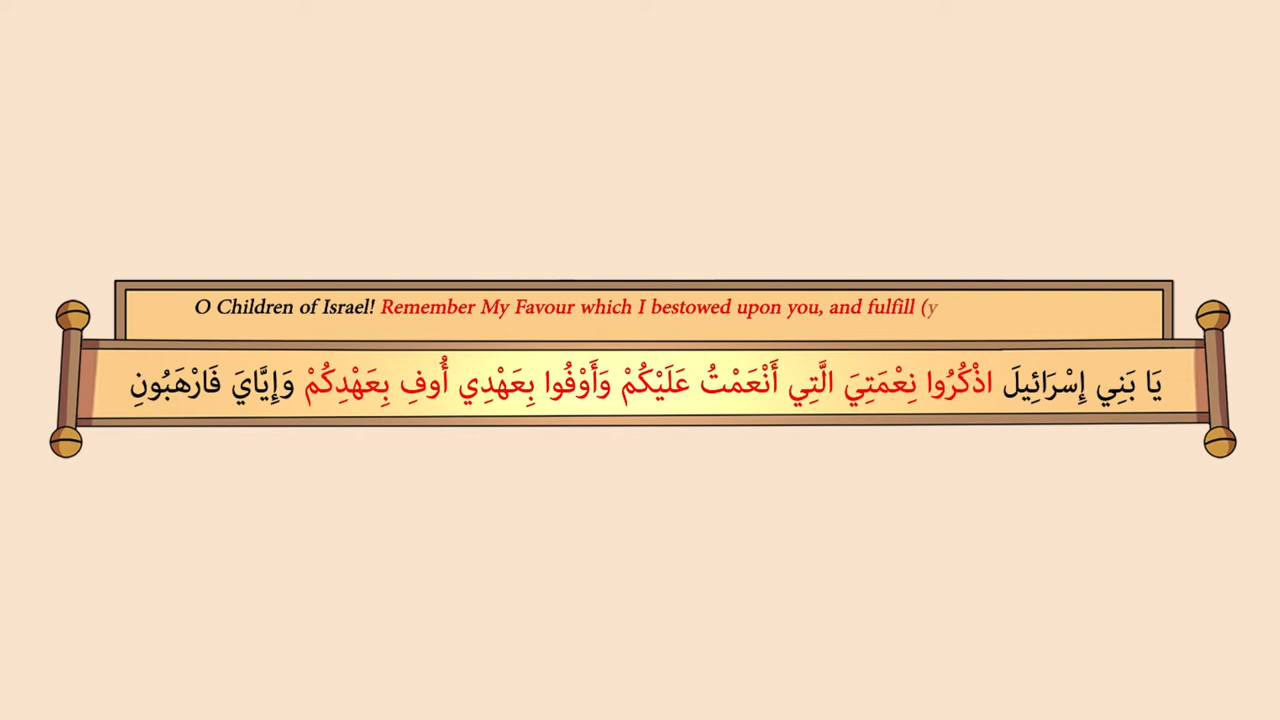 O Children of Israel! Remember My Favour which I bestowed upon you, and fulfill (y
يَا بَنِي إِسْرَائِيلَ اذْكُرُوا نِعْمَتِيَ الَّتِي أَنْعَمْتُ عَلَيْكُمْ وَأَوْفُوا بِعَهْدِي أُوفِ بِعَهْدِكُمْ وَإِيَّايَ فَارْهَبُونِ